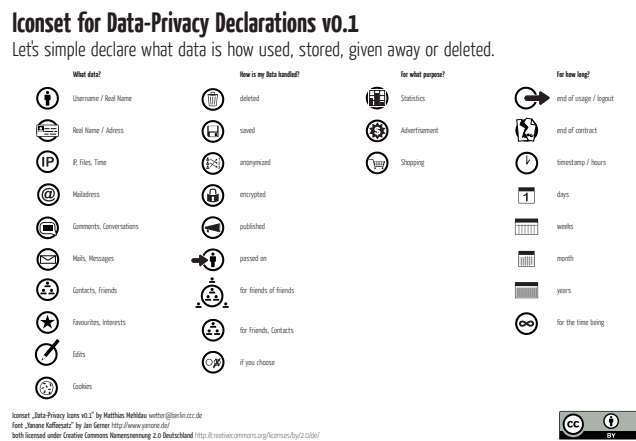 Iconset for Data-Privacy Declarations v0.1
Let's simple declare what data is how used, stored, given away or deleted.
What data?
Username / Real Name
Real Name / Adress
IP
IP, Files, Time
@
Mailadress
Comments, Conversations
Mails, Messages
Contacts, Friends
Favourites, Interests
Edits
Cookies
How is my Data handled?
deleted
saved
anonymized
encrypted
published
passed on
for friends of friends
for Friends, Contacts
if you choose
For what purpose?
Statistics
$
Advertisement
Shopping
For how long?
end of usage / logout
end of contract
timestamp / hours
1
days
weeks
month
years
for the time being
Iconset „Data-Privacy Icons v0.1" by Matthias Mehldau wetter@berlin.ccc.de
Font „Yanone Kaffeesatz" by Jan Gerner http://www.yanone.de/
both licensed under Creative Commons Namensnennung 2.0 Deutschland http://creativecommons.org/licenses/by/2.0/de/
cc
BY